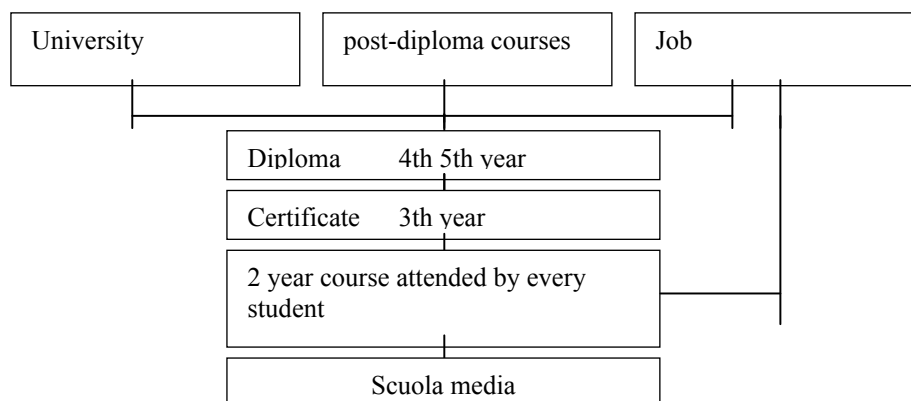 University
post-diploma courses
Job
Diploma 4th 5th year
Certificate 3th year
2 year course attended by every
student
Scuola media